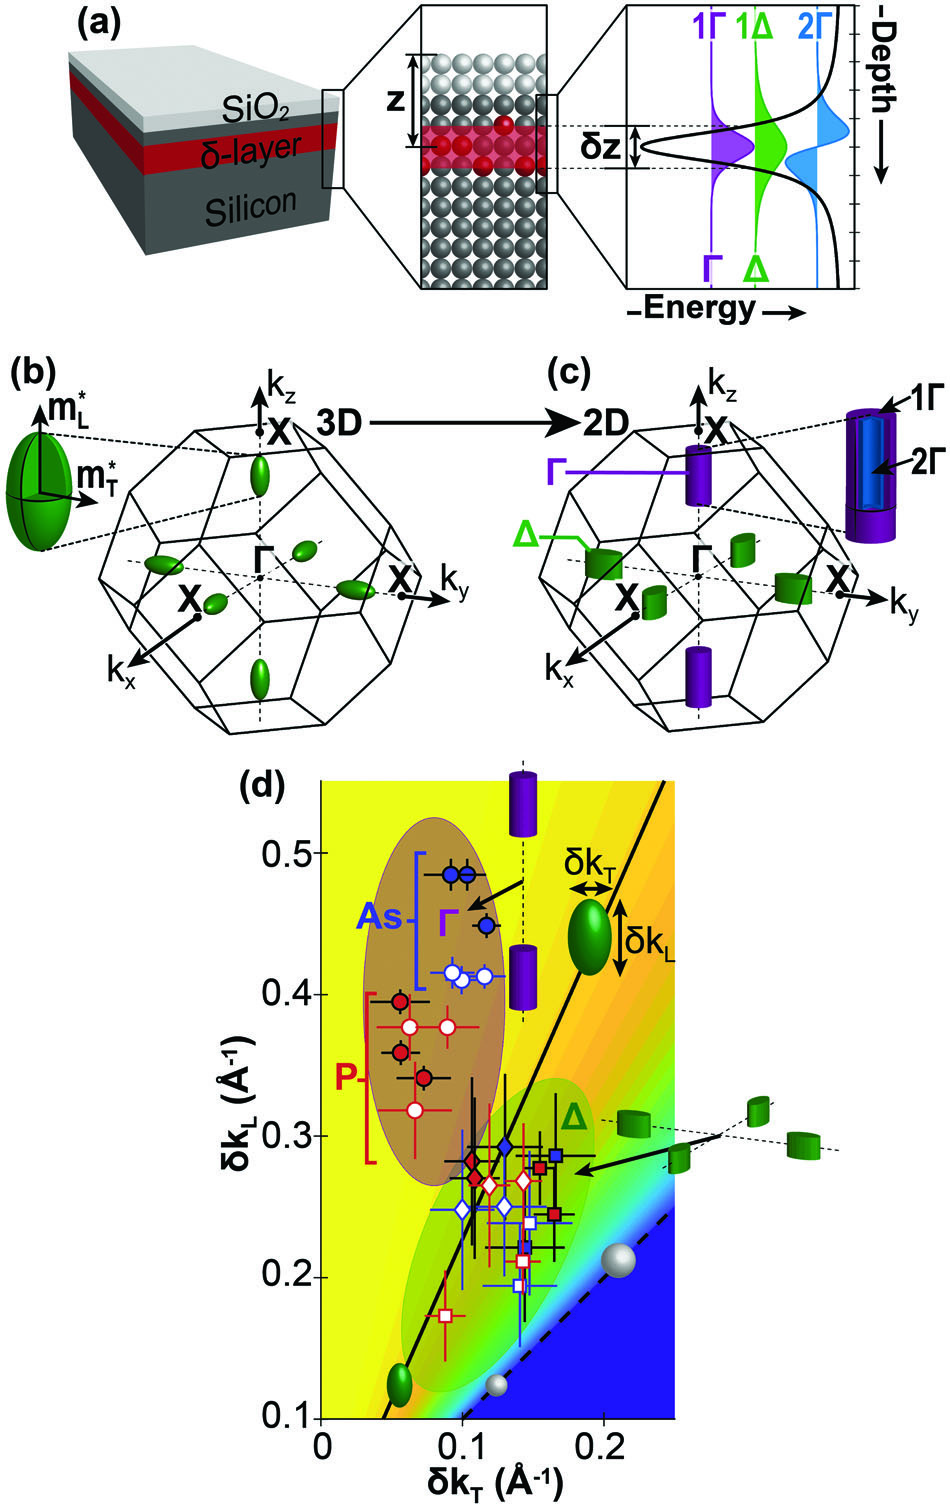 (a)
SiO₂
δ-layer
Silicon
z
δz
1Γ 1Δ 2Γ
Γ Δ
–Depth→
–Energy→
(b)
m*L
m*T
kz
X
3D
Γ
X
X
ky
kx
(c)
2D
kz
X
Γ
Δ
Γ
X
X
ky
kx
1Γ
2Γ
(d)
0.5
0.4
0.3
0.2
0.1
0 0.1 0.2
δkL (Å-1)
δkT (Å-1)
As
Γ
P
Δ
δkT
δkL